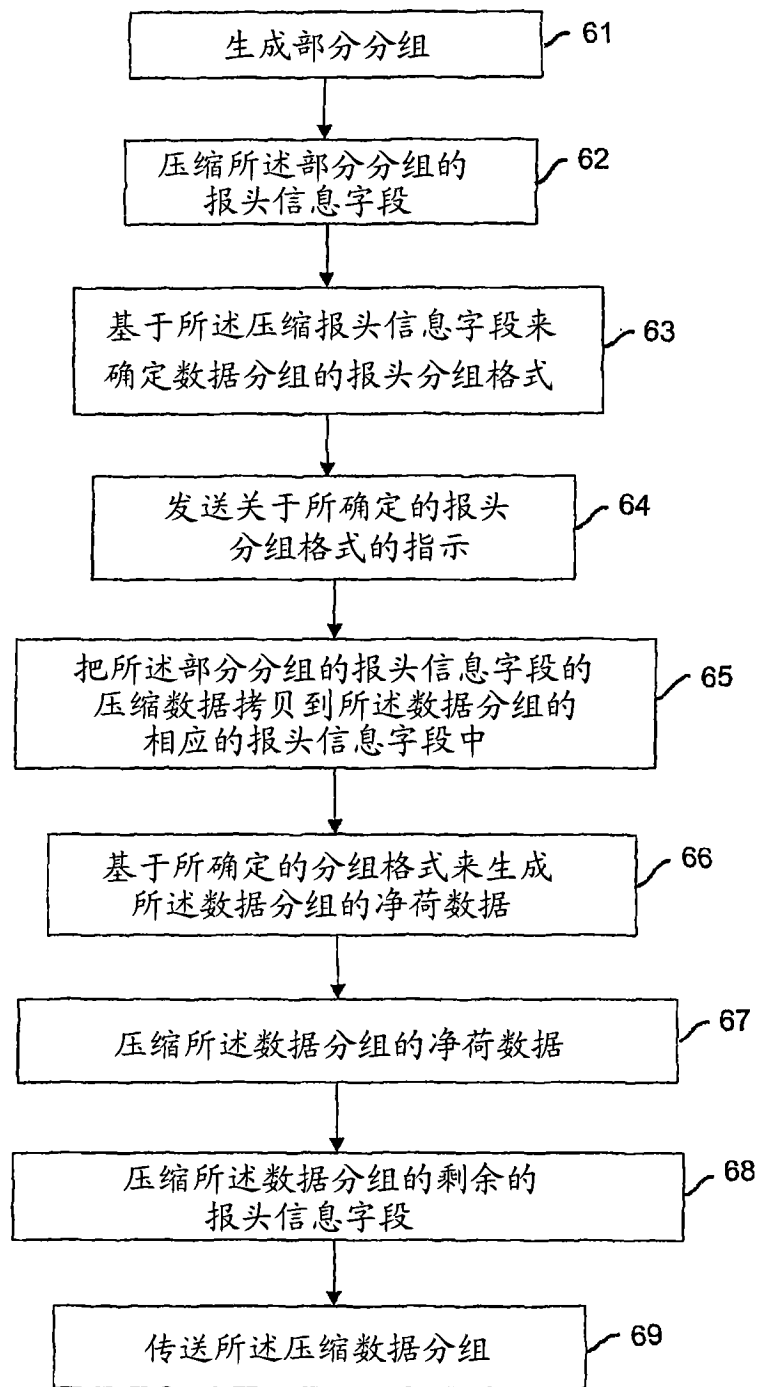 生成部分分组
61
压缩所述部分分组的
报头信息字段
62
基于所述压缩报头信息字段来
确定数据分组的报头分组格式
63
发送关于所确定的报头
分组格式的指示
64
把所述部分分组的报头信息字段的
压缩数据拷贝到所述数据分组的
相应的报头信息字段中
65
基于所确定的分组格式来生成
所述数据分组的净荷数据
66
压缩所述数据分组的净荷数据
67
压缩所述数据分组的剩余的
报头信息字段
68
传送所述压缩数据分组
69